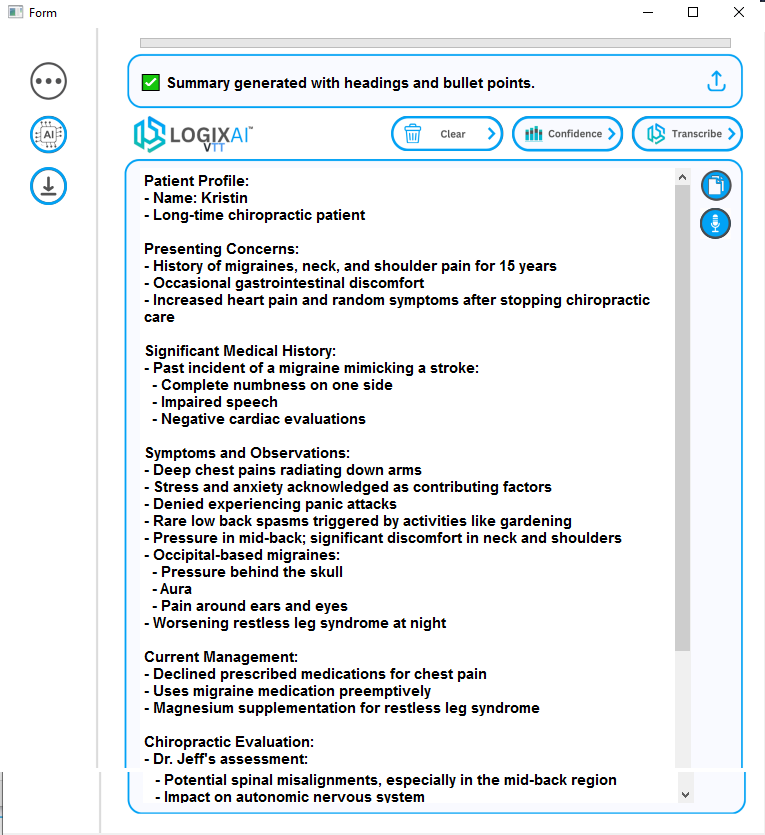 Form
✅ Summary generated with headings and bullet points.
AI
LOGIXAI™
VTT
Clear
Confidence
Transcribe
Patient Profile:
- Name: Kristin
- Long-time chiropractic patient
Presenting Concerns:
- History of migraines, neck, and shoulder pain for 15 years
- Occasional gastrointestinal discomfort
- Increased heart pain and random symptoms after stopping chiropractic
care
Significant Medical History:
- Past incident of a migraine mimicking a stroke:
- Complete numbness on one side
- Impaired speech
- Negative cardiac evaluations
Symptoms and Observations:
- Deep chest pains radiating down arms
- Stress and anxiety acknowledged as contributing factors
- Denied experiencing panic attacks
- Rare low back spasms triggered by activities like gardening
- Pressure in mid-back; significant discomfort in neck and shoulders
- Occipital-based migraines:
- Pressure behind the skull
- Aura
- Pain around ears and eyes
- Worsening restless leg syndrome at night
Current Management:
- Declined prescribed medications for chest pain
- Uses migraine medication preemptively
- Magnesium supplementation for restless leg syndrome
Chiropractic Evaluation:
- Dr. Jeff's assessment:
- Potential spinal misalignments, especially in the mid-back region
- Impact on autonomic nervous system